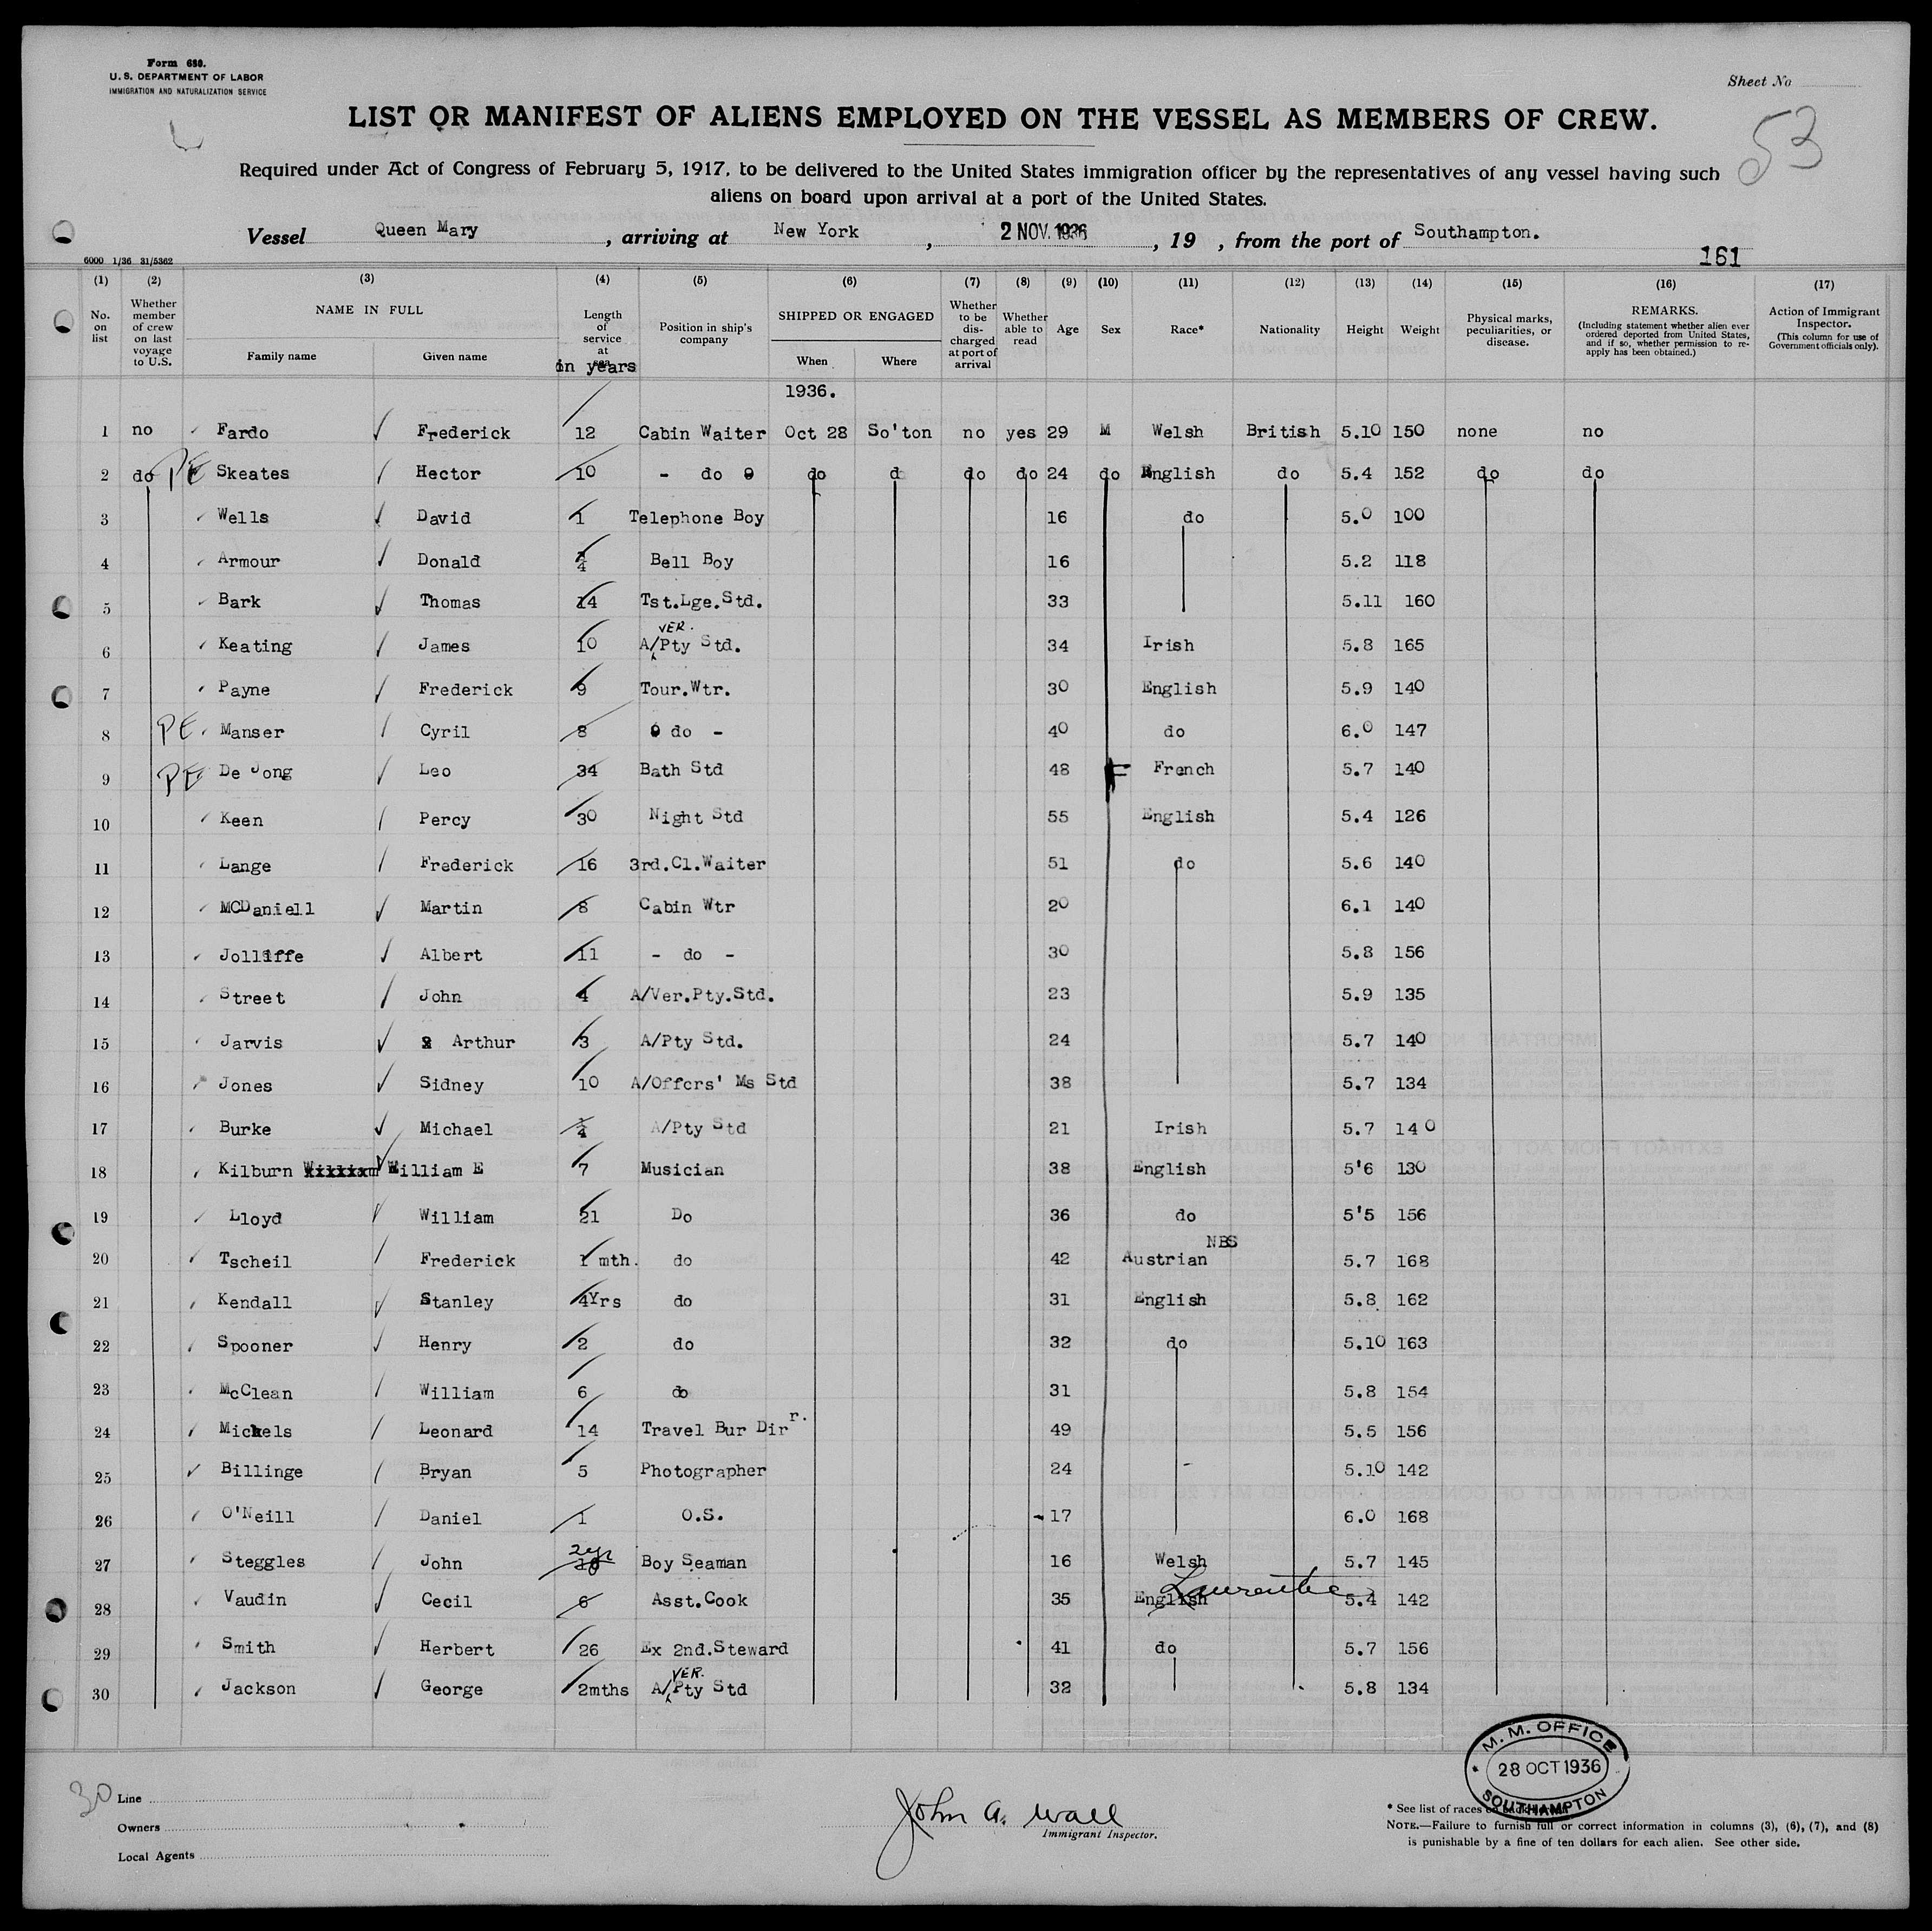 Form 680.
U. S. DEPARTMENT OF LABOR
IMMIGRATION AND NATURALIZATION SERVICE
Sheet No
53
LIST OR MANIFEST OF ALIENS EMPLOYED ON THE VESSEL AS MEMBERS OF CREW.
Required under Act of Congress of February 5, 1917, to be delivered to the United States immigration officer by the representatives of any vessel having such
aliens on board upon arrival at a port of the United States.
Vessel Queen Mary , arriving at New York , 2 NOV. 1936 , 19 , from the port of Southampton.
6000 1/36 31/5362
161
(1) (2) (3) (4) (5) (6) (7) (8) (9) (10) (11) (12) (13) (14) (15) (16) (17)
No. on list
Whether member of crew on last voyage to U.S.
NAME IN FULL
Family name
Given name
Length of service at sea
in years
Position in ship's company
SHIPPED OR ENGAGED
When
Where
Whether to be discharged at port of arrival
Whether able to read
Age
Sex
Race*
Nationality
Height
Weight
Physical marks, peculiarities, or disease.
REMARKS.
(Including statement whether alien ever ordered deported from United States, and if so, whether permission to re-apply has been obtained.)
Action of Immigrant Inspector.
(This column for use of Government officials only).
1936.
1 no Fardo Frederick 12 Cabin Waiter Oct 28 So'ton no yes 29 M Welsh British 5.10 150 none no
2 do PE Skeates Hector 10 - do do d do do 24 do English do 5.4 152 do do
3 Wells David 1 Telephone Boy 16 do 5.0 100
4 Armour Donald Bell Boy 16 5.2 118
5 Bark Thomas 14 Tst.Lge.Std. 33 5.11 160
6 Keating James 10 A/ VER. Pty Std. 34 Irish 5.8 165
7 Payne Frederick 9 Tour.Wtr. 30 English 5.9 140
8 PE Manser Cyril 8 do - 40 do 6.0 147
9 PE De Jong Leo 34 Bath Std 48 F French 5.7 140
10 Keen Percy 30 Night Std 55 English 5.4 126
11 Lange Frederick 16 3rd.Cl.Waiter 51 do 5.6 140
12 MCDaniell Martin 8 Cabin Wtr 20 6.1 140
13 Jolliffe Albert 11 - do - 30 5.8 156
14 Street John 4 A/Ver.Pty.Std. 23 5.9 135
15 Jarvis Arthur 3 A/Pty Std. 24 5.7 140
16 Jones Sidney 10 A/Offcrs' Ms Std 38 5.7 134
17 Burke Michael 1/4 A/Pty Std 21 Irish 5.7 140
18 Kilburn William E 7 Musician 38 English 5'6 130
19 Lloyd William 21 Do 36 do 5'5 156
20 Tscheil Frederick 1 mth. do 42 Austrian NBS 5.7 168
21 Kendall Stanley 4Yrs do 31 English 5.8 162
22 Spooner Henry 2 do 32 do 5.10 163
23 McClean William 6 do 31 5.8 154
24 Mickels Leonard 14 Travel Bur Dirr. 49 5.5 156
25 Billinge Bryan 5 Photographer 24 5.10 142
26 O'Neill Daniel 1 O.S. 17 6.0 168
27 Steggles John 2yr Boy Seaman 16 Welsh 5.7 145
28 Vaudin Cecil 6 Asst.Cook 35 English 5.4 142
29 Smith Herbert 26 Ex 2nd.Steward 41 do 5.7 156
30 Jackson George 2mths A/ VER. Pty Std 32 5.8 134
M. M. OFFICE
28 OCT 1936
SOUTHAMPTON
30
Line
Owners
Local Agents
John A. Wall
Immigrant Inspector.
* See list of races on back
NOTE.—Failure to furnish full or correct information in columns (3), (6), (7), and (8)
is punishable by a fine of ten dollars for each alien. See other side.